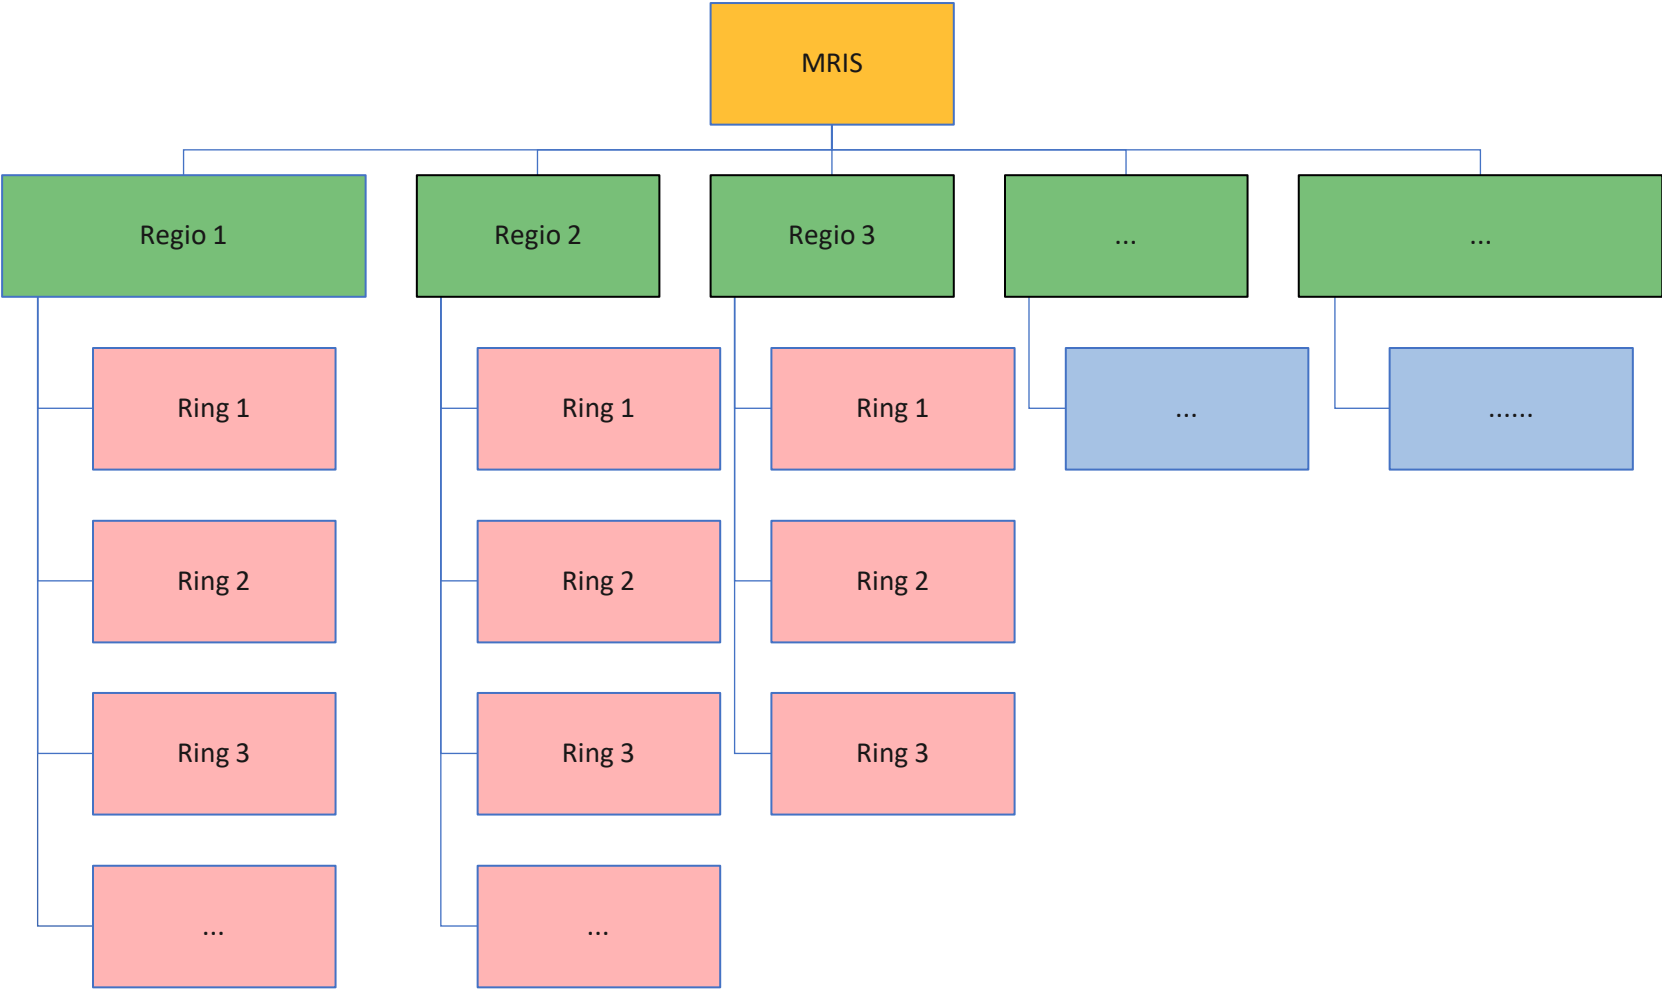 MRIS
Regio 1
Regio 2
Regio 3
...
...
Ring 1
Ring 1
Ring 1
...
......
Ring 2
Ring 2
Ring 2
Ring 3
Ring 3
Ring 3
...
...